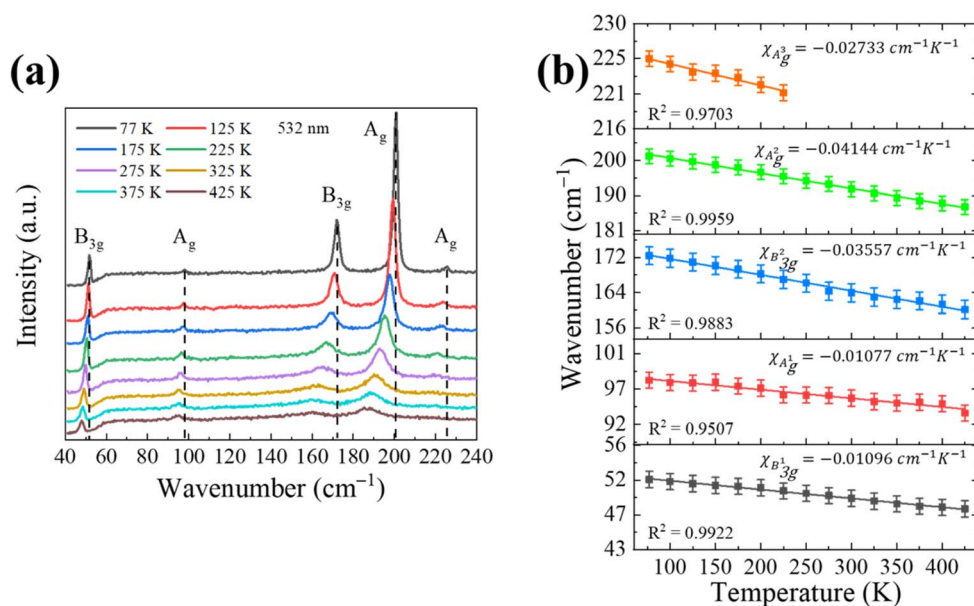 (a)
77 K 125 K
175 K 225 K
275 K 325 K
375 K 425 K
532 nm
B3g
Ag
B3g
Ag
Ag
Intensity (a.u.)
40 60 80 100 120 140 160 180 200 220 240
Wavenumber (cm−1)
(b)
229
225
221
216
χA3g = −0.02733 cm−1K−1
R2 = 0.9703
200
190
181
χA2g = −0.04144 cm−1K−1
R2 = 0.9959
172
164
156
χB23g = −0.03557 cm−1K−1
R2 = 0.9883
101
97
92
χA1g = −0.01077 cm−1K−1
R2 = 0.9507
56
52
47
43
χB13g = −0.01096 cm−1K−1
R2 = 0.9922
Wavenumber (cm−1)
100 150 200 250 300 350 400
Temperature (K)